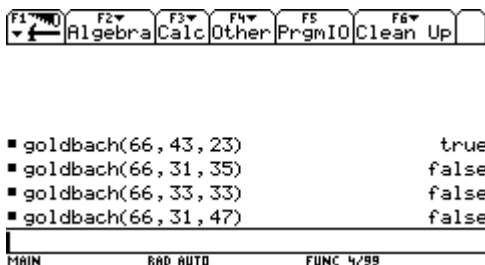 F1 F2 F3 F4 F5 F6
Algebra Calc Other PrgmIO Clean Up
goldbach(66,43,23) true
goldbach(66,31,35) false
goldbach(66,33,33) false
goldbach(66,31,47) false
MAIN RAD AUTO FUNC 4/99